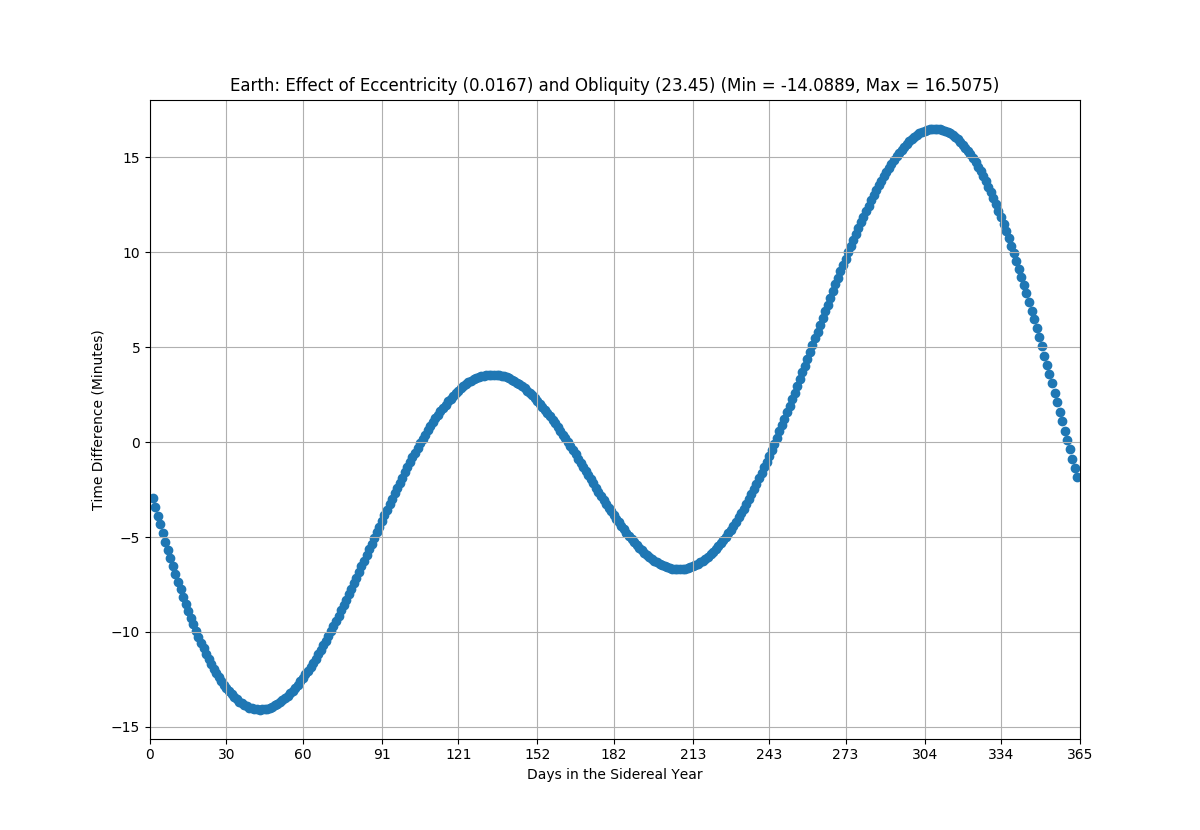 Earth: Effect of Eccentricity (0.0167) and Obliquity (23.45) (Min = -14.0889, Max = 16.5075)
Time Difference (Minutes)
15
10
5
0
−5
−10
−15
0 30 60 91 121 152 182 213 243 273 304 334 365
Days in the Sidereal Year